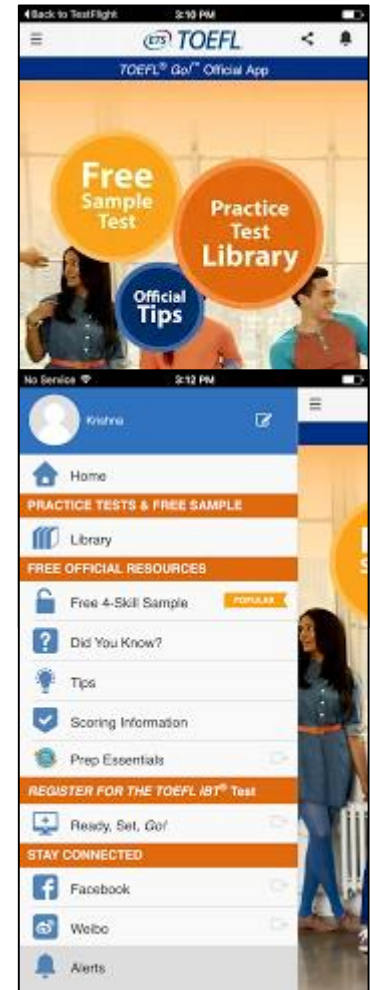 Back to TestFlight 3:10 PM
ETS TOEFL
TOEFL® Go!™ Official App
Free
Sample
Test
Practice
Test
Library
Official
Tips
No Service 3:12 PM
Krishna
Home
PRACTICE TESTS & FREE SAMPLE
Library
FREE OFFICIAL RESOURCES
Free 4-Skill Sample POPULAR
Did You Know?
Tips
Scoring Information
Prep Essentials
REGISTER FOR THE TOEFL iBT® Test
Ready, Set, Go!
STAY CONNECTED
Facebook
Weibo
Alerts